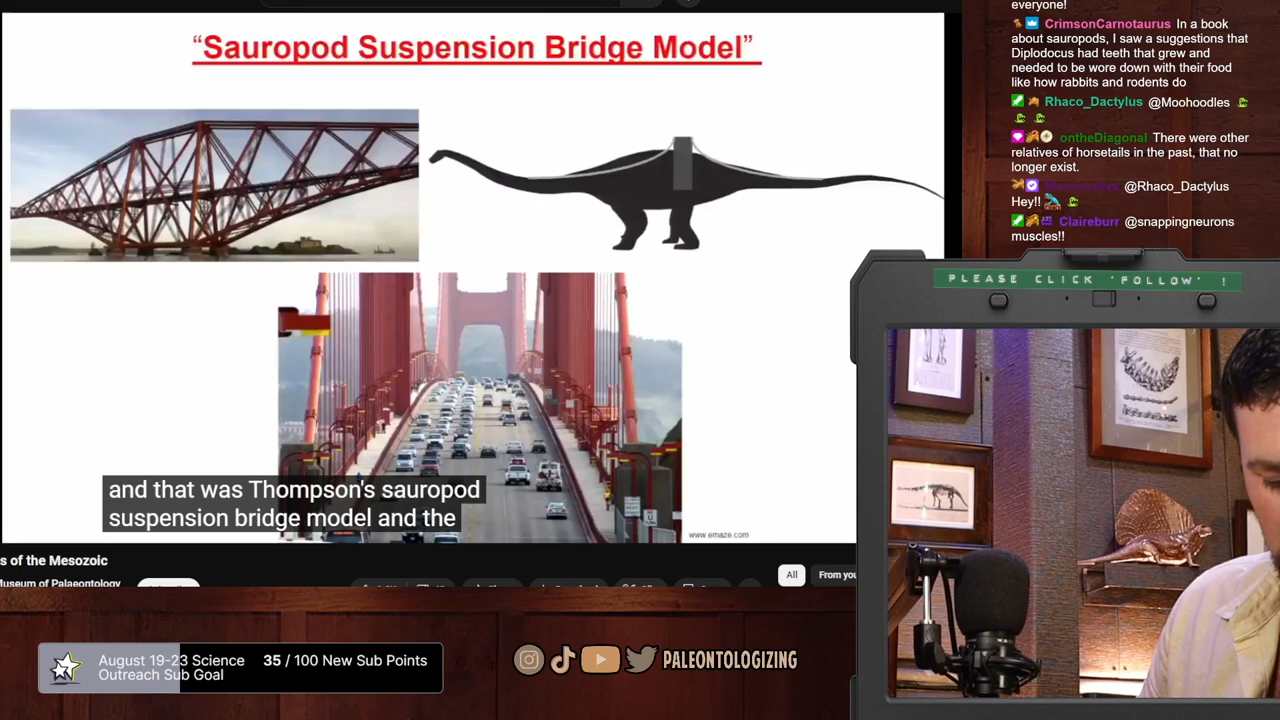 “Sauropod Suspension Bridge Model”
and that was Thompson's sauropod
suspension bridge model and the
www.emaze.com
s of the Mesozoic
Museum of Palaeontology
All
From you
everyone!
CrimsonCarnotaurus In a book
about sauropods, I saw a suggestions that
Diplodocus had teeth that grew and
needed to be wore down with their food
like how rabbits and rodents do
Rhaco_Dactylus @Moohoodles
ontheDiagonal There were other
relatives of horsetails in the past, that no
longer exist.
@Rhaco_Dactylus
Hey!!
Claireburr @snappingneurons
muscles!!
PLEASE CLICK 'FOLLOW' !
August 19-23 Science
Outreach Sub Goal
35 / 100 New Sub Points
PALEONTOLOGIZING